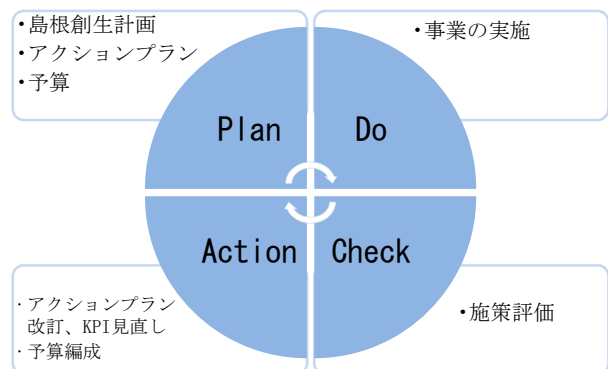 ・島根創生計画
・アクションプラン
・予算
・事業の実施
Plan
Do
Action
Check
・アクションプラン
改訂、KPI見直し
・予算編成
・施策評価